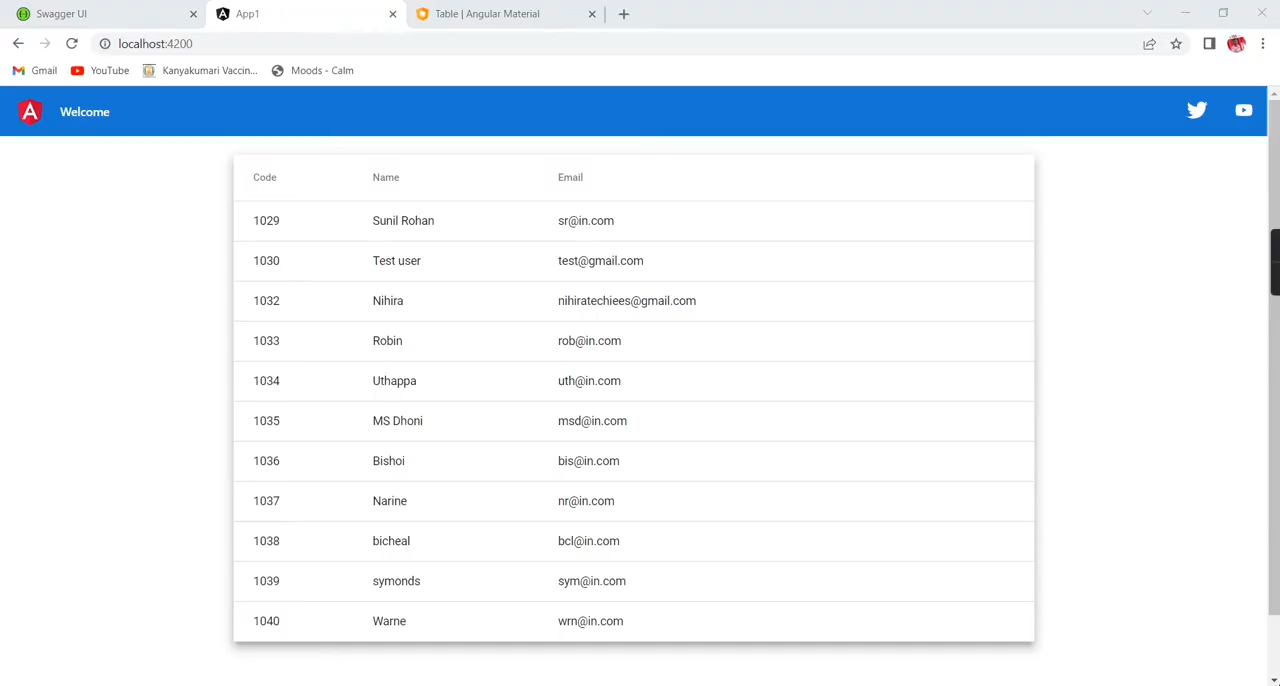 Swagger UI App1 Table | Angular Material
localhost:4200
Gmail YouTube Kanyakumari Vaccin... Moods - Calm
A Welcome
Code Name Email
1029 Sunil Rohan sr@in.com
1030 Test user test@gmail.com
1032 Nihira nihiratechiees@gmail.com
1033 Robin rob@in.com
1034 Uthappa uth@in.com
1035 MS Dhoni msd@in.com
1036 Bishoi bis@in.com
1037 Narine nr@in.com
1038 bicheal bcl@in.com
1039 symonds sym@in.com
1040 Warne wrn@in.com